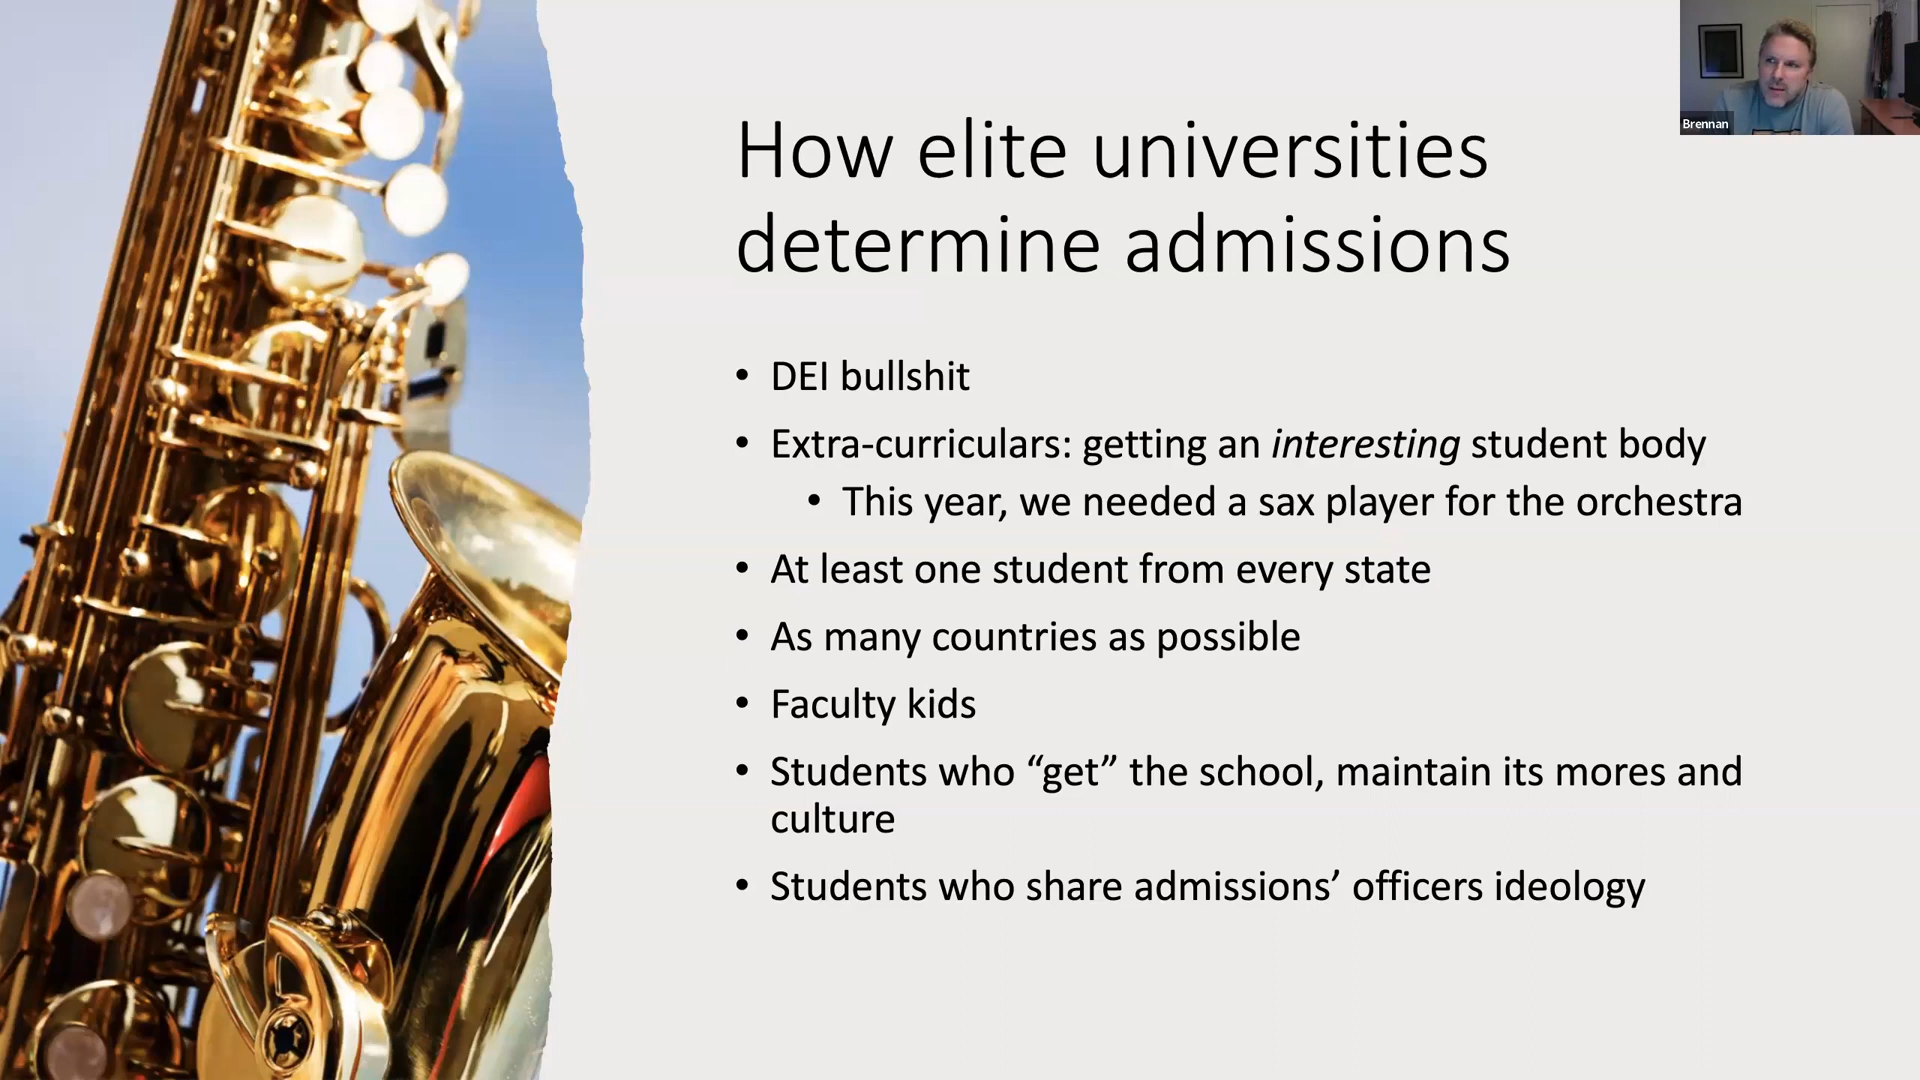 How elite universities
determine admissions
• DEI bullshit
• Extra-curriculars: getting an interesting student body
• This year, we needed a sax player for the orchestra
• At least one student from every state
• As many countries as possible
• Faculty kids
• Students who “get” the school, maintain its mores and
culture
• Students who share admissions’ officers ideology
Brennan